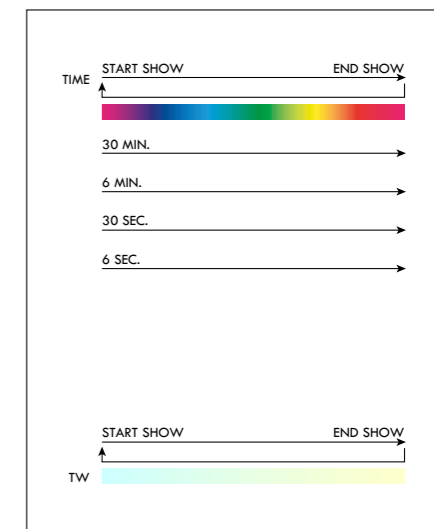 START SHOW END SHOW
TIME
30 MIN.
6 MIN.
30 SEC.
6 SEC.
START SHOW END SHOW
TW